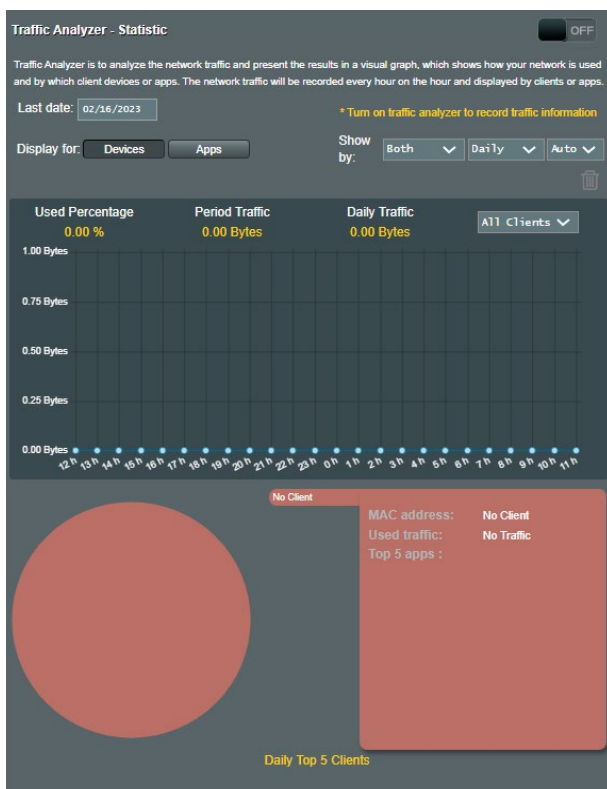 Traffic Analyzer - Statistic
OFF
Traffic Analyzer is to analyze the network traffic and present the results in a visual graph, which shows how your network is used
and by which client devices or apps. The network traffic will be recorded every hour on the hour and displayed by clients or apps.
Last date: 02/16/2023
* Turn on traffic analyzer to record traffic information
Display for: Devices Apps
Show by: Both Daily Auto
Used Percentage Period Traffic Daily Traffic
0.00 % 0.00 Bytes 0.00 Bytes
All Clients
1.00 Bytes
0.75 Bytes
0.50 Bytes
0.25 Bytes
0.00 Bytes
12 h 13 h 14 h 15 h 16 h 17 h 18 h 19 h 20 h 21 h 22 h 23 h 0 h 1 h 2 h 3 h 4 h 5 h 6 h 7 h 8 h 9 h 10 h 11 h
No Client
MAC address: No Client
Used traffic: No Traffic
Top 5 apps :
Daily Top 5 Clients